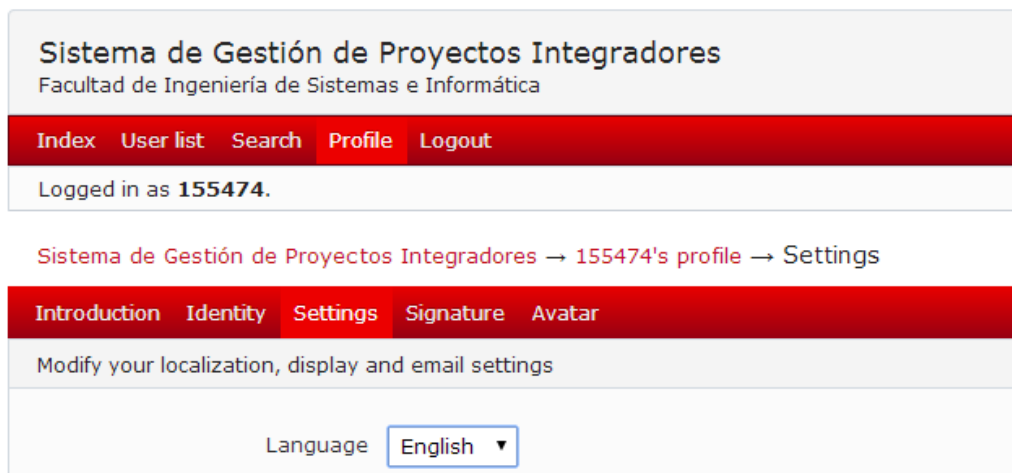 Sistema de Gestión de Proyectos Integradores
Facultad de Ingeniería de Sistemas e Informática
Index User list Search Profile Logout
Logged in as 155474.
Sistema de Gestión de Proyectos Integradores → 155474's profile → Settings
Introduction Identity Settings Signature Avatar
Modify your localization, display and email settings
Language English ▼